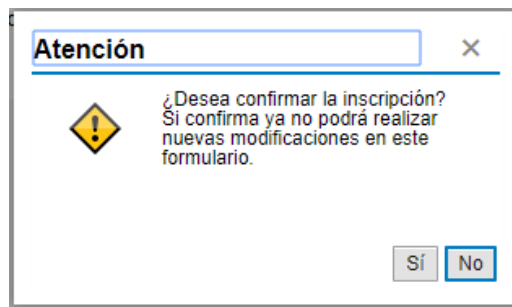 Atención
¿Desea confirmar la inscripción?
Si confirma ya no podrá realizar
nuevas modificaciones en este
formulario.
Sí No